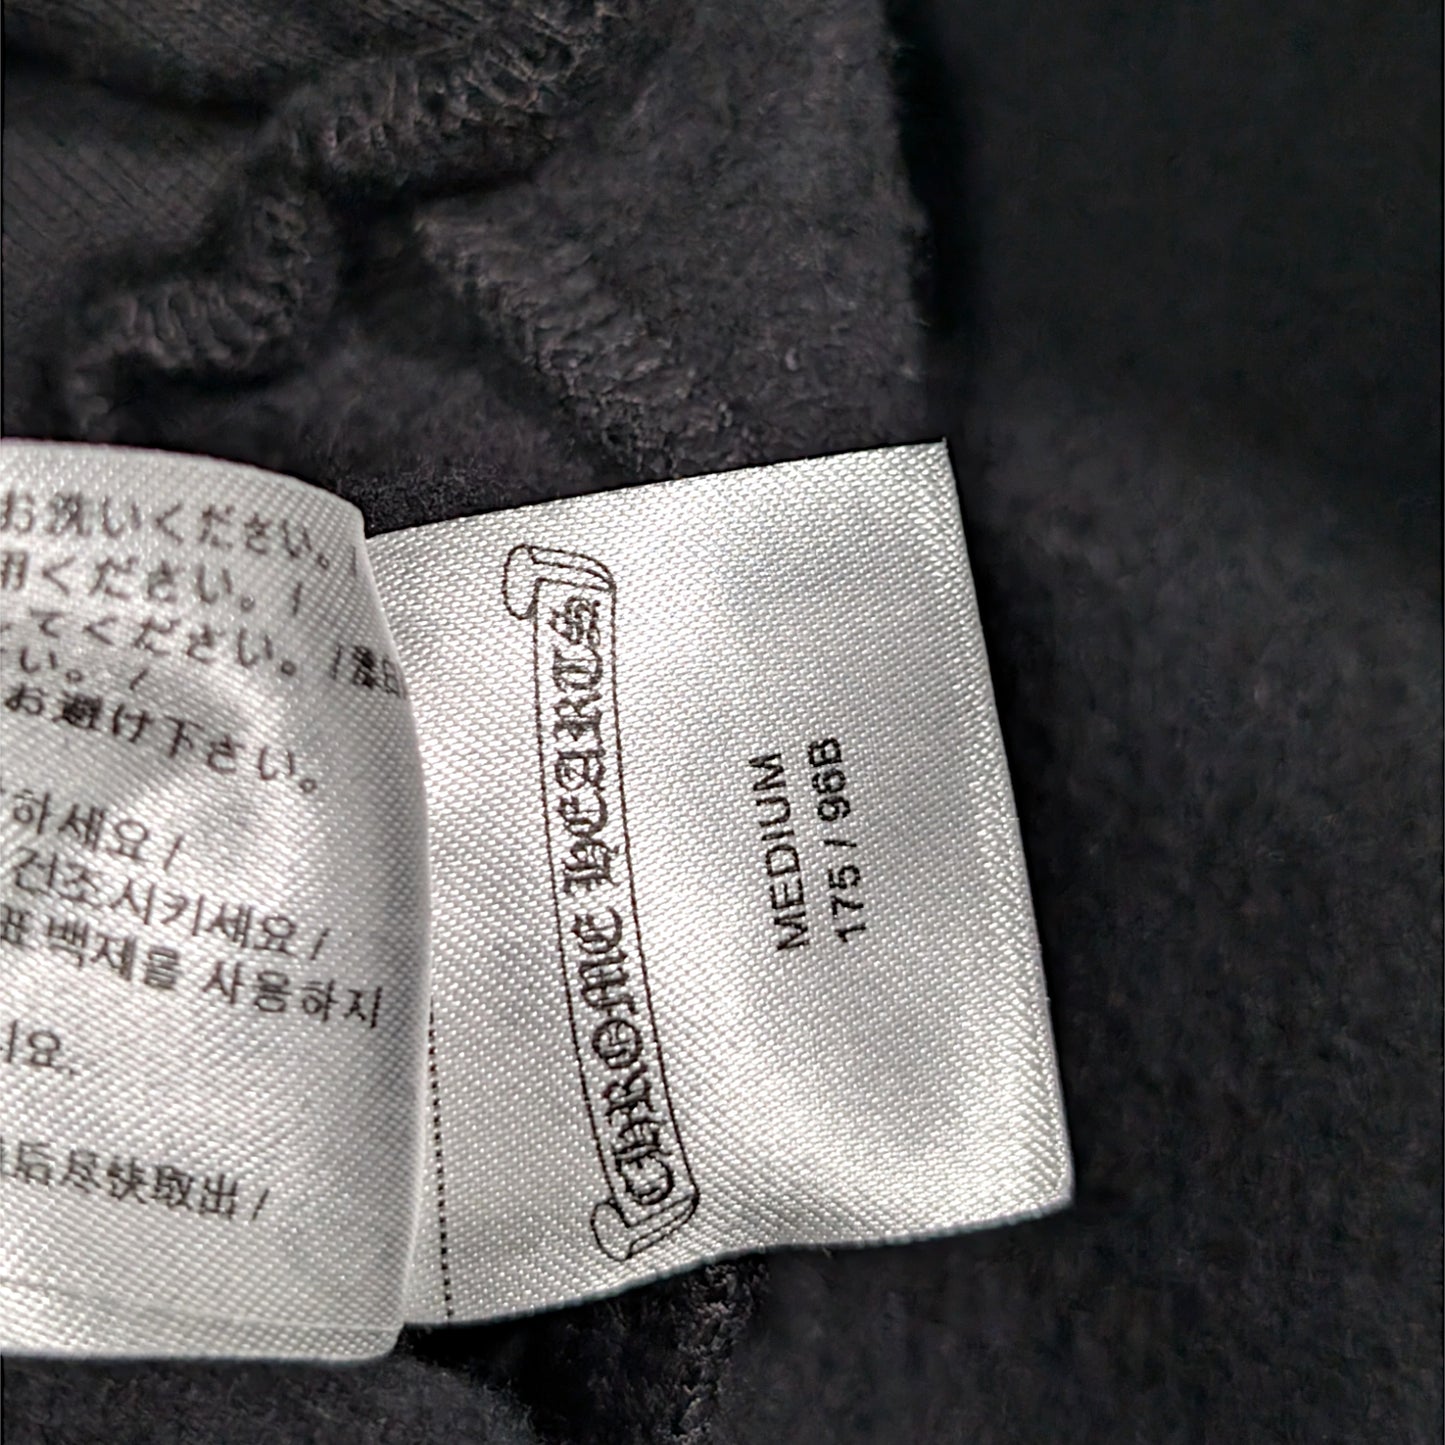 お洗いください。/
用ください。/
してください。/
さい。/
お避け下さい。
하세요/
건조시키세요/
표백제를 사용하지
요.
后尽快取出/
CHROME HEARTS
MEDIUM
175 / 96B